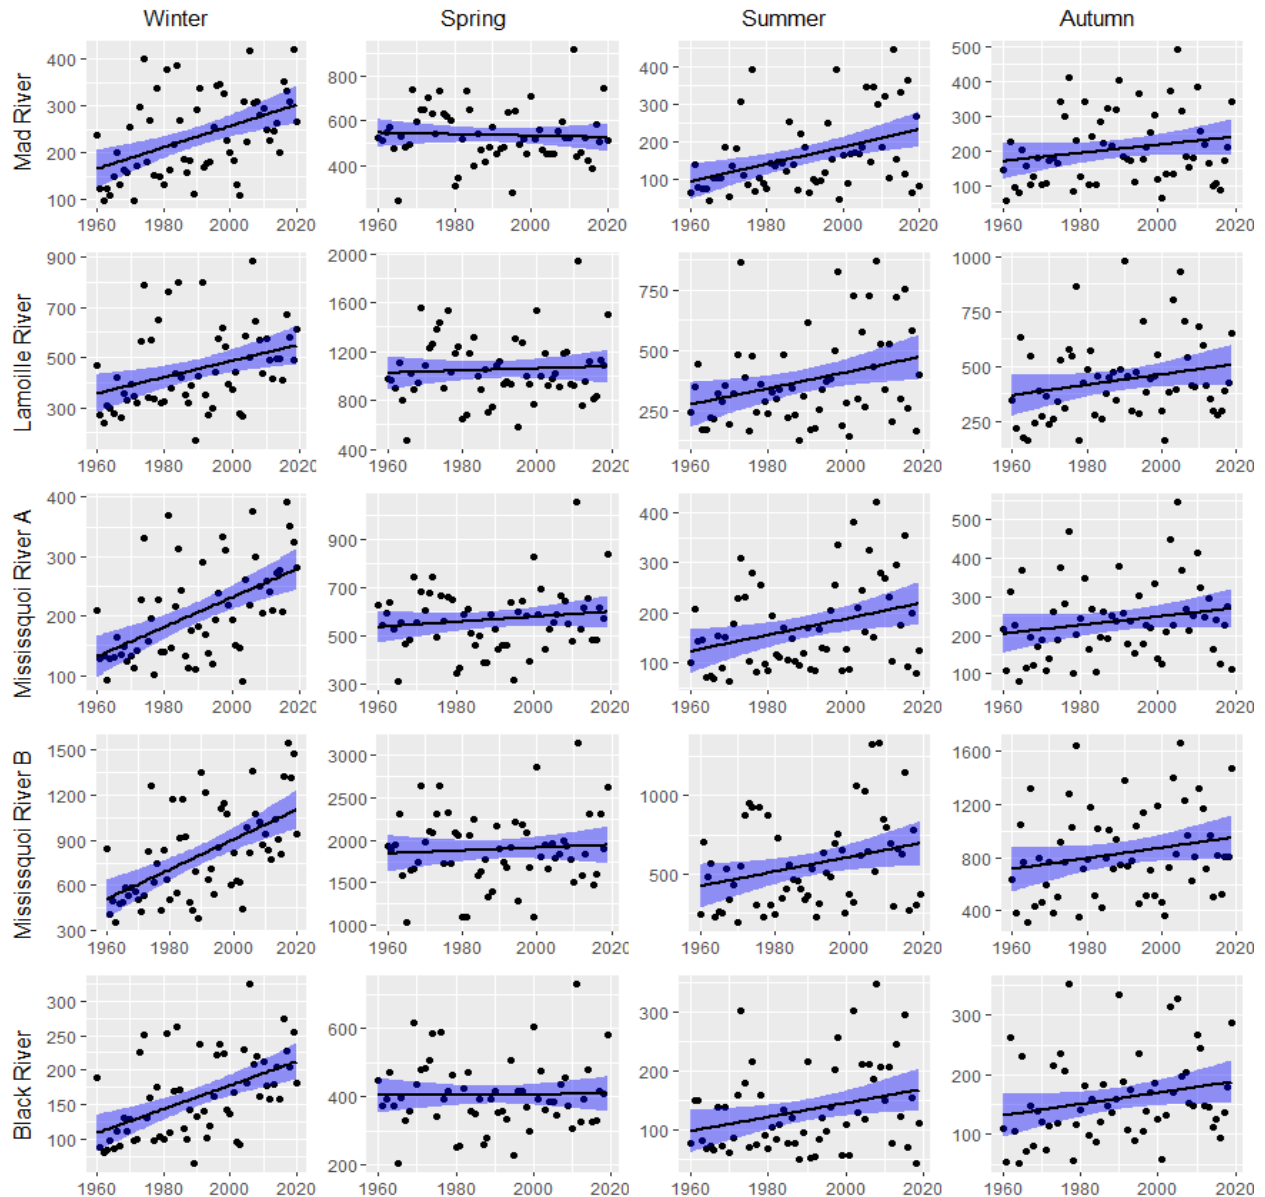 Winter Spring Summer Autumn
Mad River
400 300 200 100
1960 1980 2000 2020
800 600 400
1960 1980 2000 2020
400 300 200 100
1960 1980 2000 2020
500 400 300 200 100
1960 1980 2000 2020
Lamoille River
900 700 500 300
1960 1980 2000 2020
2000 1600 1200 800 400
1960 1980 2000 2020
750 500 250
1960 1980 2000 2020
1000 750 500 250
1960 1980 2000 2020
Mississquoi River A
400 300 200 100
1960 1980 2000 2020
900 700 500 300
1960 1980 2000 2020
400 300 200 100
1960 1980 2000 2020
500 400 300 200 100
1960 1980 2000 2020
Mississquoi River B
1500 1200 900 600 300
1960 1980 2000 2020
3000 2500 2000 1500 1000
1960 1980 2000 2020
1000 500
1960 1980 2000 2020
1600 1200 800 400
1960 1980 2000 2020
Black River
300 250 200 150 100
1960 1980 2000 2020
600 400 200
1960 1980 2000 2020
300 200 100
1960 1980 2000 2020
300 200 100
1960 1980 2000 2020